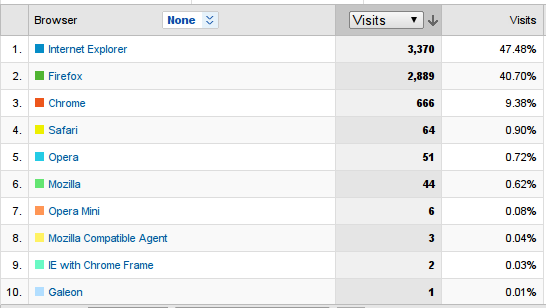 Browser None Visits Visits
1. Internet Explorer 3,370 47.48%
2. Firefox 2,889 40.70%
3. Chrome 666 9.38%
4. Safari 64 0.90%
5. Opera 51 0.72%
6. Mozilla 44 0.62%
7. Opera Mini 6 0.08%
8. Mozilla Compatible Agent 3 0.04%
9. IE with Chrome Frame 2 0.03%
10. Galeon 1 0.01%